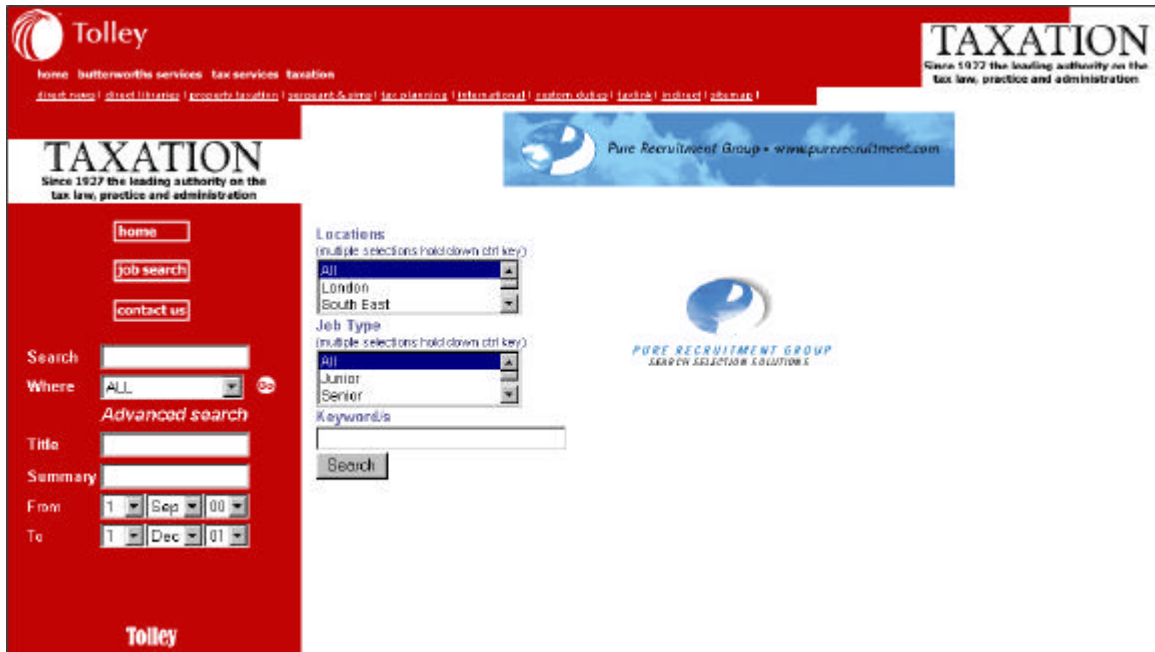 Tolley
TAXATION
Since 1927 the leading authority on the
tax law, practice and administration
home butterworths services tax services taxation
direct news | direct libraries | property taxation | sergeant & sims | tax planning | international | custom duties | taxlink | indirect | sitemap |
Pure Recruitment Group • www.purerecruitment.com
TAXATION
Since 1927 the leading authority on the
tax law, practice and administration
home
job search
contact us
Search
Where ALL Go
Advanced search
Title
Summary
From 1 Sep 00
To 1 Dec 01
Tolley
Locations
(multiple selections hold down ctrl key)
All
London
South East
Job Type
(multiple selections hold down ctrl key)
All
Junior
Senior
Keyword/s
Search
PURE RECRUITMENT GROUP
SEARCH SELECTION SOLUTIONS